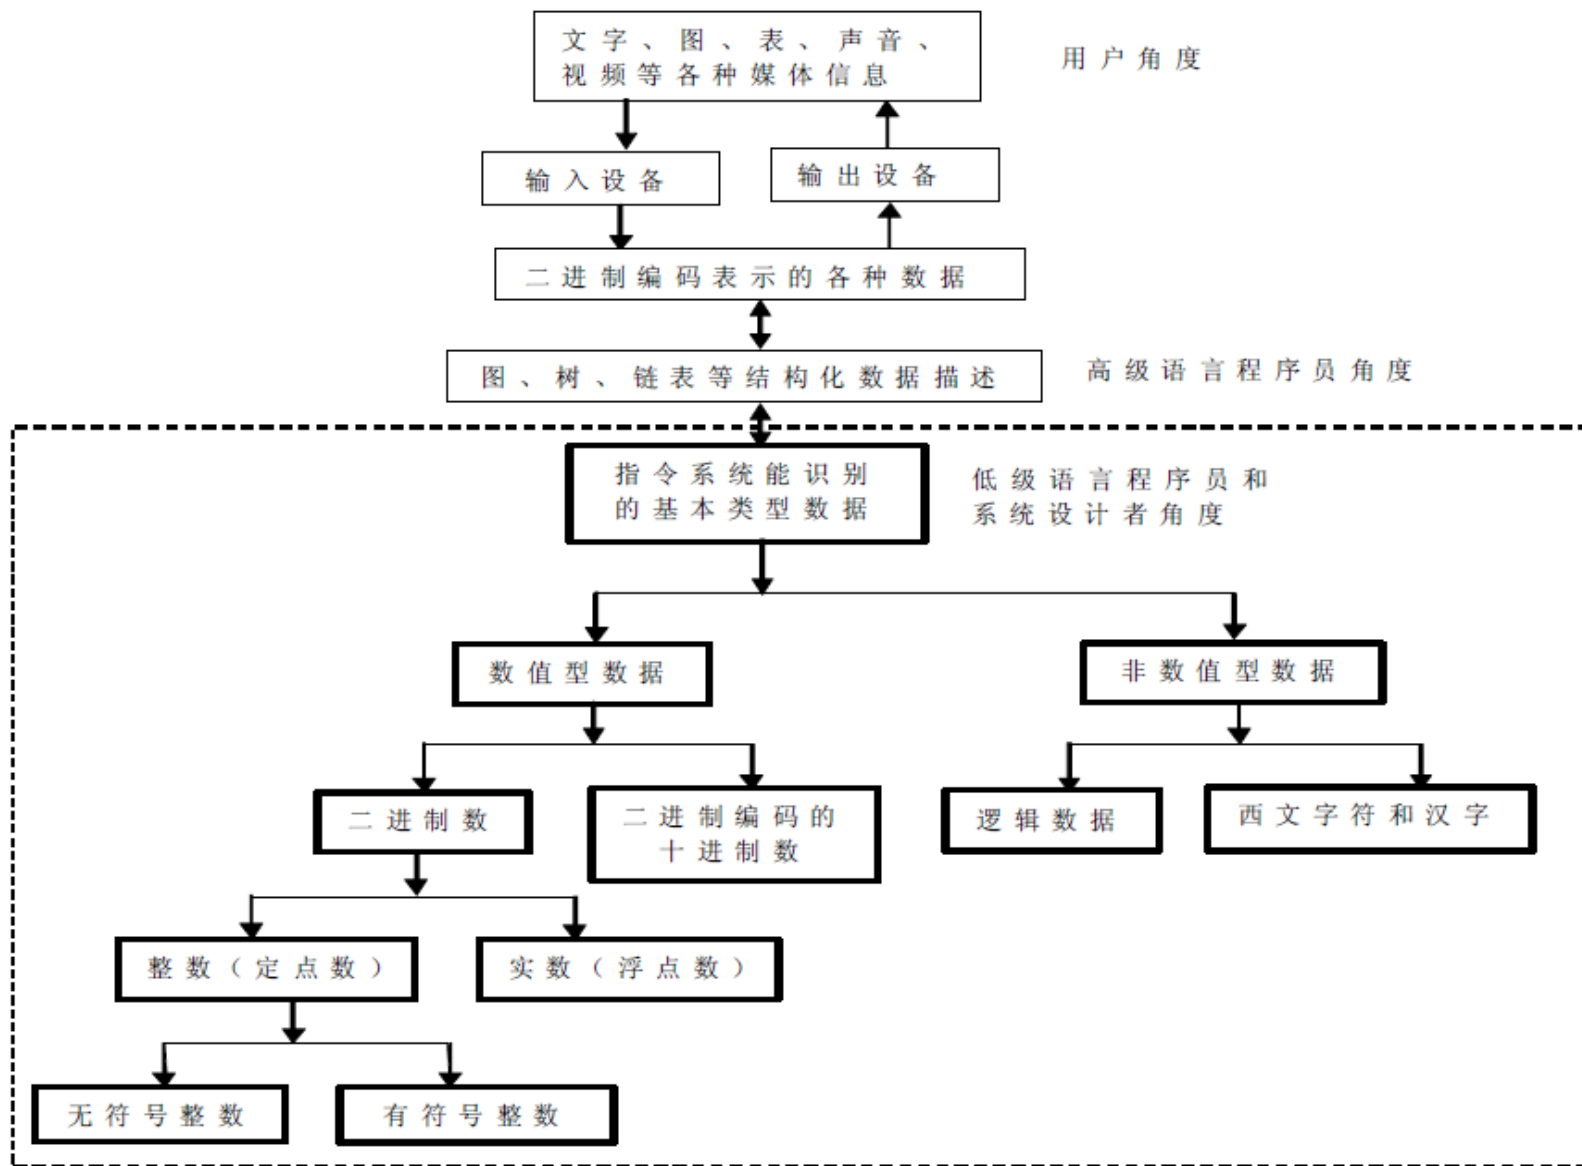 文字、图、表、声音、
视频等各种媒体信息
用户角度
输入设备
输出设备
二进制编码表示的各种数据
图、树、链表等结构化数据描述
高级语言程序员角度
指令系统能识别
的基本类型数据
低级语言程序员和
系统设计者角度
数值型数据
非数值型数据
二进制数
二进制编码的
十进制数
逻辑数据
西文字符和汉字
整数（定点数）
实数（浮点数）
无符号整数
有符号整数